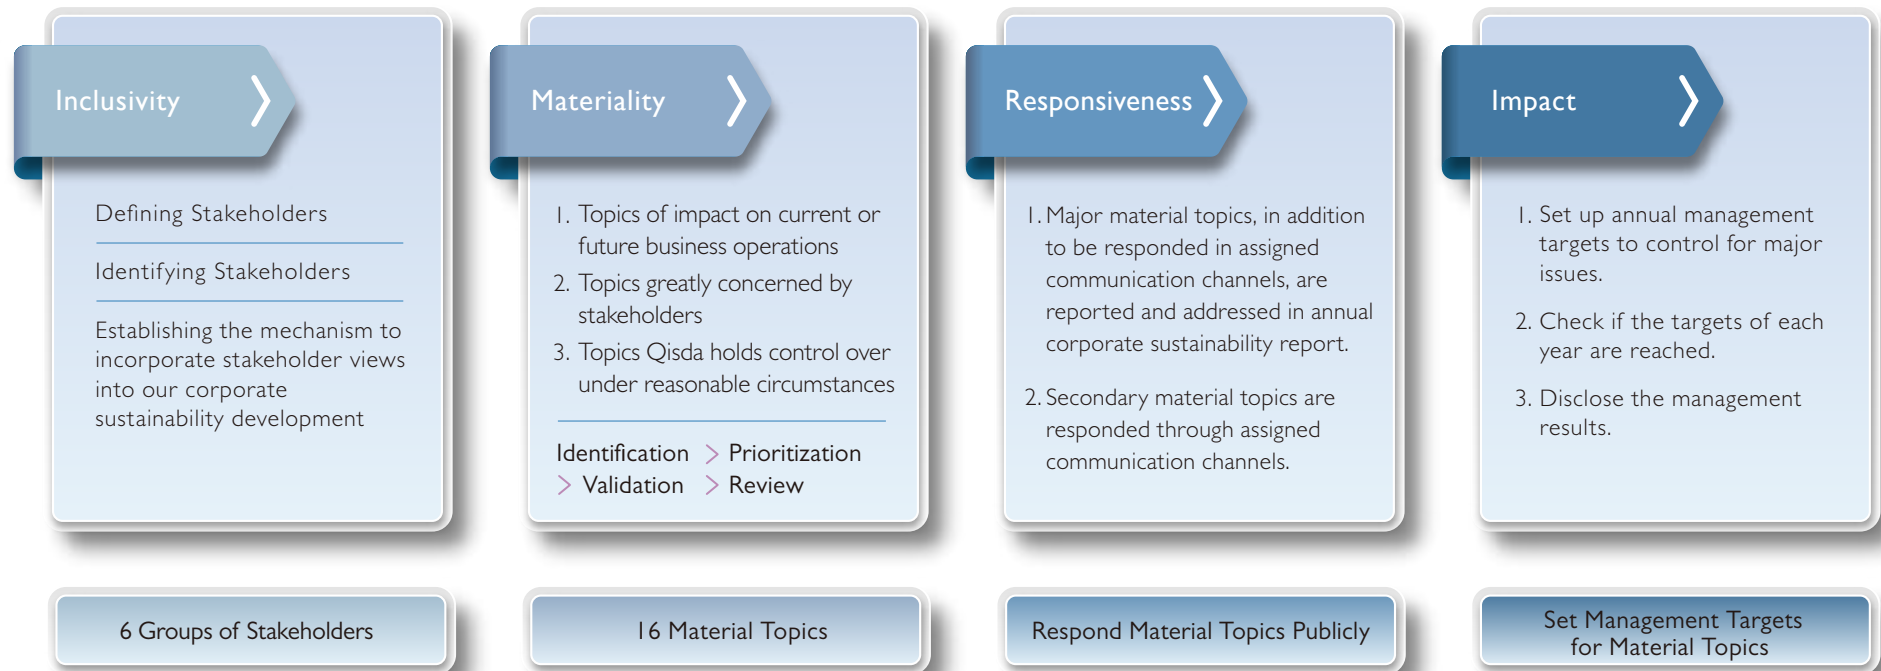 Inclusivity
Defining Stakeholders
Identifying Stakeholders
Establishing the mechanism to
incorporate stakeholder views
into our corporate
sustainability development
6 Groups of Stakeholders
Materiality
1. Topics of impact on current or
future business operations
2. Topics greatly concerned by
stakeholders
3. Topics Qisda holds control over
under reasonable circumstances
Identification > Prioritization
> Validation > Review
16 Material Topics
Responsiveness
1. Major material topics, in addition
to be responded in assigned
communication channels, are
reported and addressed in annual
corporate sustainability report.
2. Secondary material topics are
responded through assigned
communication channels.
Respond Material Topics Publicly
Impact
1. Set up annual management
targets to control for major
issues.
2. Check if the targets of each
year are reached.
3. Disclose the management
results.
Set Management Targets
for Material Topics